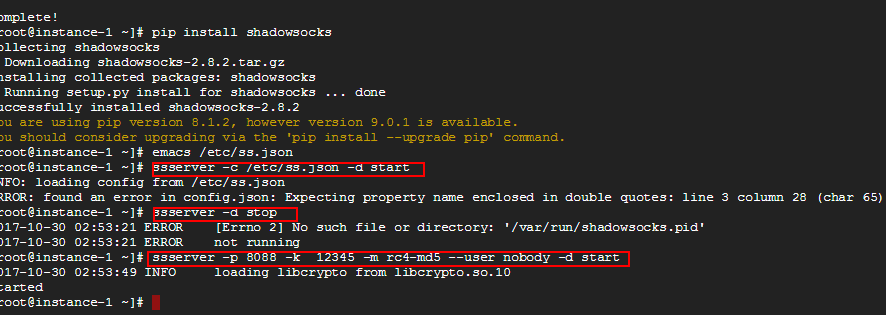 omplete!
root@instance-1 ~]# pip install shadowsocks
ollecting shadowsocks
Downloading shadowsocks-2.8.2.tar.gz
nstalling collected packages: shadowsocks
Running setup.py install for shadowsocks ... done
uccessfully installed shadowsocks-2.8.2
ou are using pip version 8.1.2, however version 9.0.1 is available.
ou should consider upgrading via the 'pip install --upgrade pip' command.
root@instance-1 ~]# emacs /etc/ss.json
root@instance-1 ~]# ssserver -c /etc/ss.json -d start
NFO: loading config from /etc/ss.json
RROR: found an error in config.json: Expecting property name enclosed in double quotes: line 3 column 28 (char 65)
root@instance-1 ~]# ssserver -d stop
017-10-30 02:53:21 ERROR    [Errno 2] No such file or directory: '/var/run/shadowsocks.pid'
017-10-30 02:53:21 ERROR    not running
root@instance-1 ~]# ssserver -p 8088 -k  12345 -m rc4-md5 --user nobody -d start
017-10-30 02:53:49 INFO     loading libcrypto from libcrypto.so.10
tarted
root@instance-1 ~]#